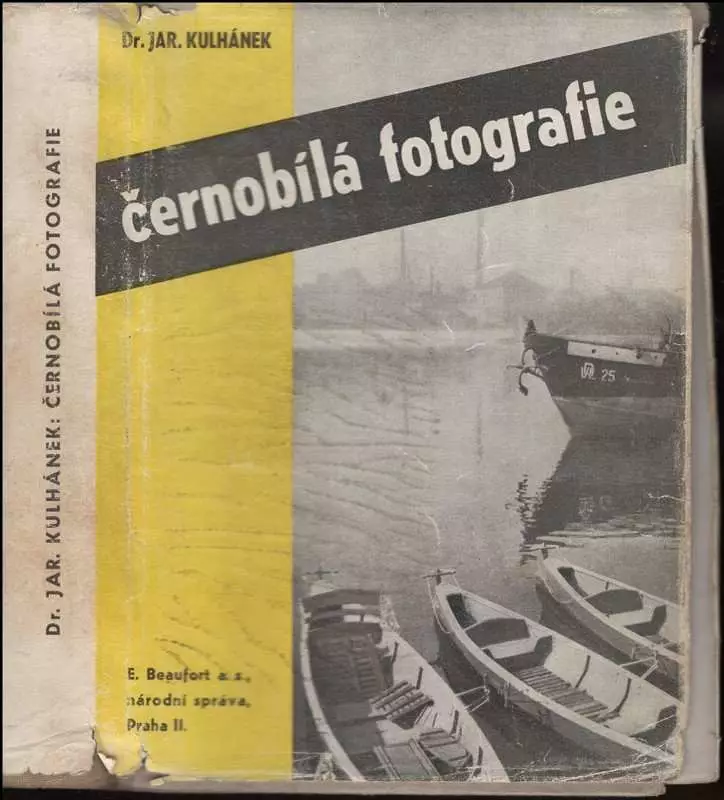 Dr. JAR. KULHÁNEK: ČERNOBÍLÁ FOTOGRAFIE
Dr. JAR. KULHÁNEK
černobílá fotografie
25
E. Beaufort a. s.,
národní správa,
Praha II.